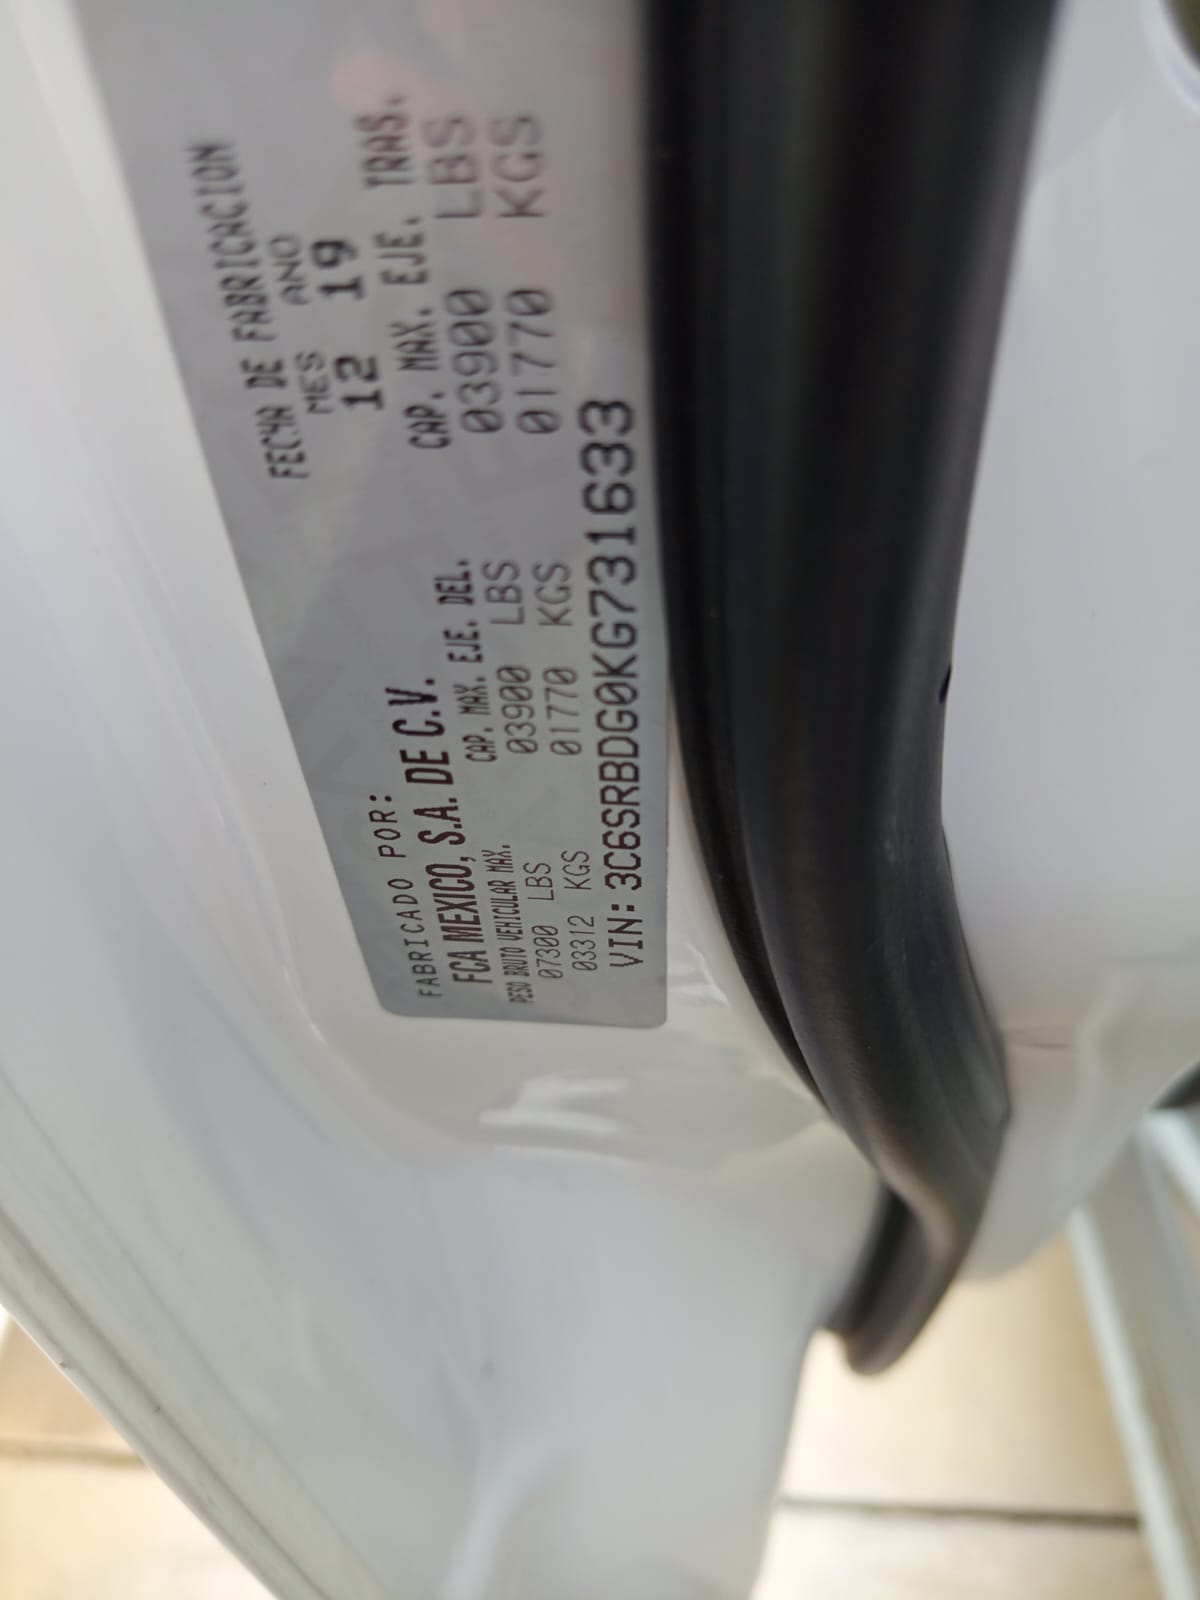 FABRICADO POR:
FCA MEXICO, S.A. DE C.V.
FECHA DE FABRICACION
MES ANO
12 19
PESO BRUTO VEHICULAR MAX.
07300 LBS
03312 KGS
CAP. MAX. EJE. DEL.
03900 LBS
01770 KGS
CAP. MAX. EJE. TRAS.
03900 LBS
01770 KGS
VIN: 3C6SRBDG0KG731633